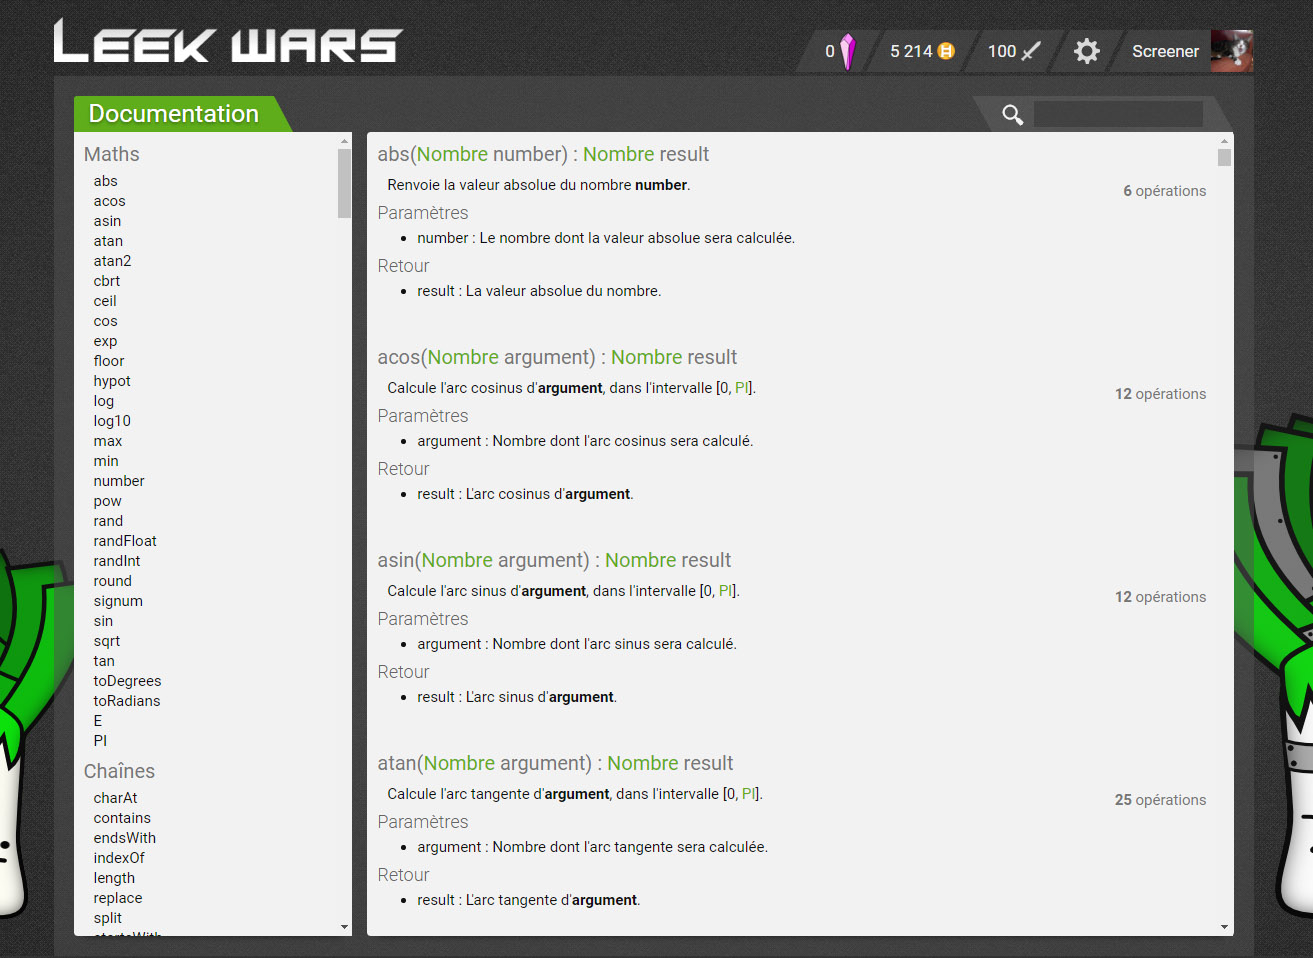 LEEK WARS
0
5 214
100
Screener
Documentation
Maths
abs
acos
asin
atan
atan2
cbrt
ceil
cos
exp
floor
hypot
log
log10
max
min
number
pow
rand
randFloat
randInt
round
signum
sin
sqrt
tan
toDegrees
toRadians
E
PI
Chaînes
charAt
contains
endsWith
indexOf
length
replace
split
startsWith
abs(Nombre number) : Nombre result
Renvoie la valeur absolue du nombre number.
6 opérations
Paramètres
number : Le nombre dont la valeur absolue sera calculée.
Retour
result : La valeur absolue du nombre.
acos(Nombre argument) : Nombre result
Calcule l'arc cosinus d'argument, dans l'intervalle [0, PI].
12 opérations
Paramètres
argument : Nombre dont l'arc cosinus sera calculé.
Retour
result : L'arc cosinus d'argument.
asin(Nombre argument) : Nombre result
Calcule l'arc sinus d'argument, dans l'intervalle [0, PI].
12 opérations
Paramètres
argument : Nombre dont l'arc sinus sera calculé.
Retour
result : L'arc sinus d'argument.
atan(Nombre argument) : Nombre result
Calcule l'arc tangente d'argument, dans l'intervalle [0, PI].
25 opérations
Paramètres
argument : Nombre dont l'arc tangente sera calculée.
Retour
result : L'arc tangente d'argument.